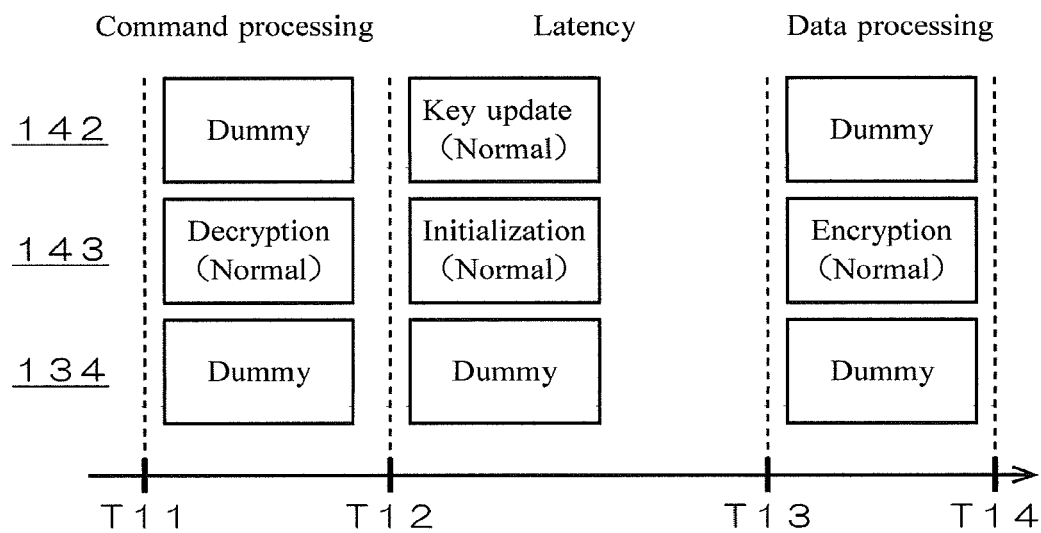 Command processing Latency Data processing
142 Dummy Key update (Normal) Dummy
143 Decryption (Normal) Initialization (Normal) Encryption (Normal)
134 Dummy Dummy Dummy
T11 T12 T13 T14